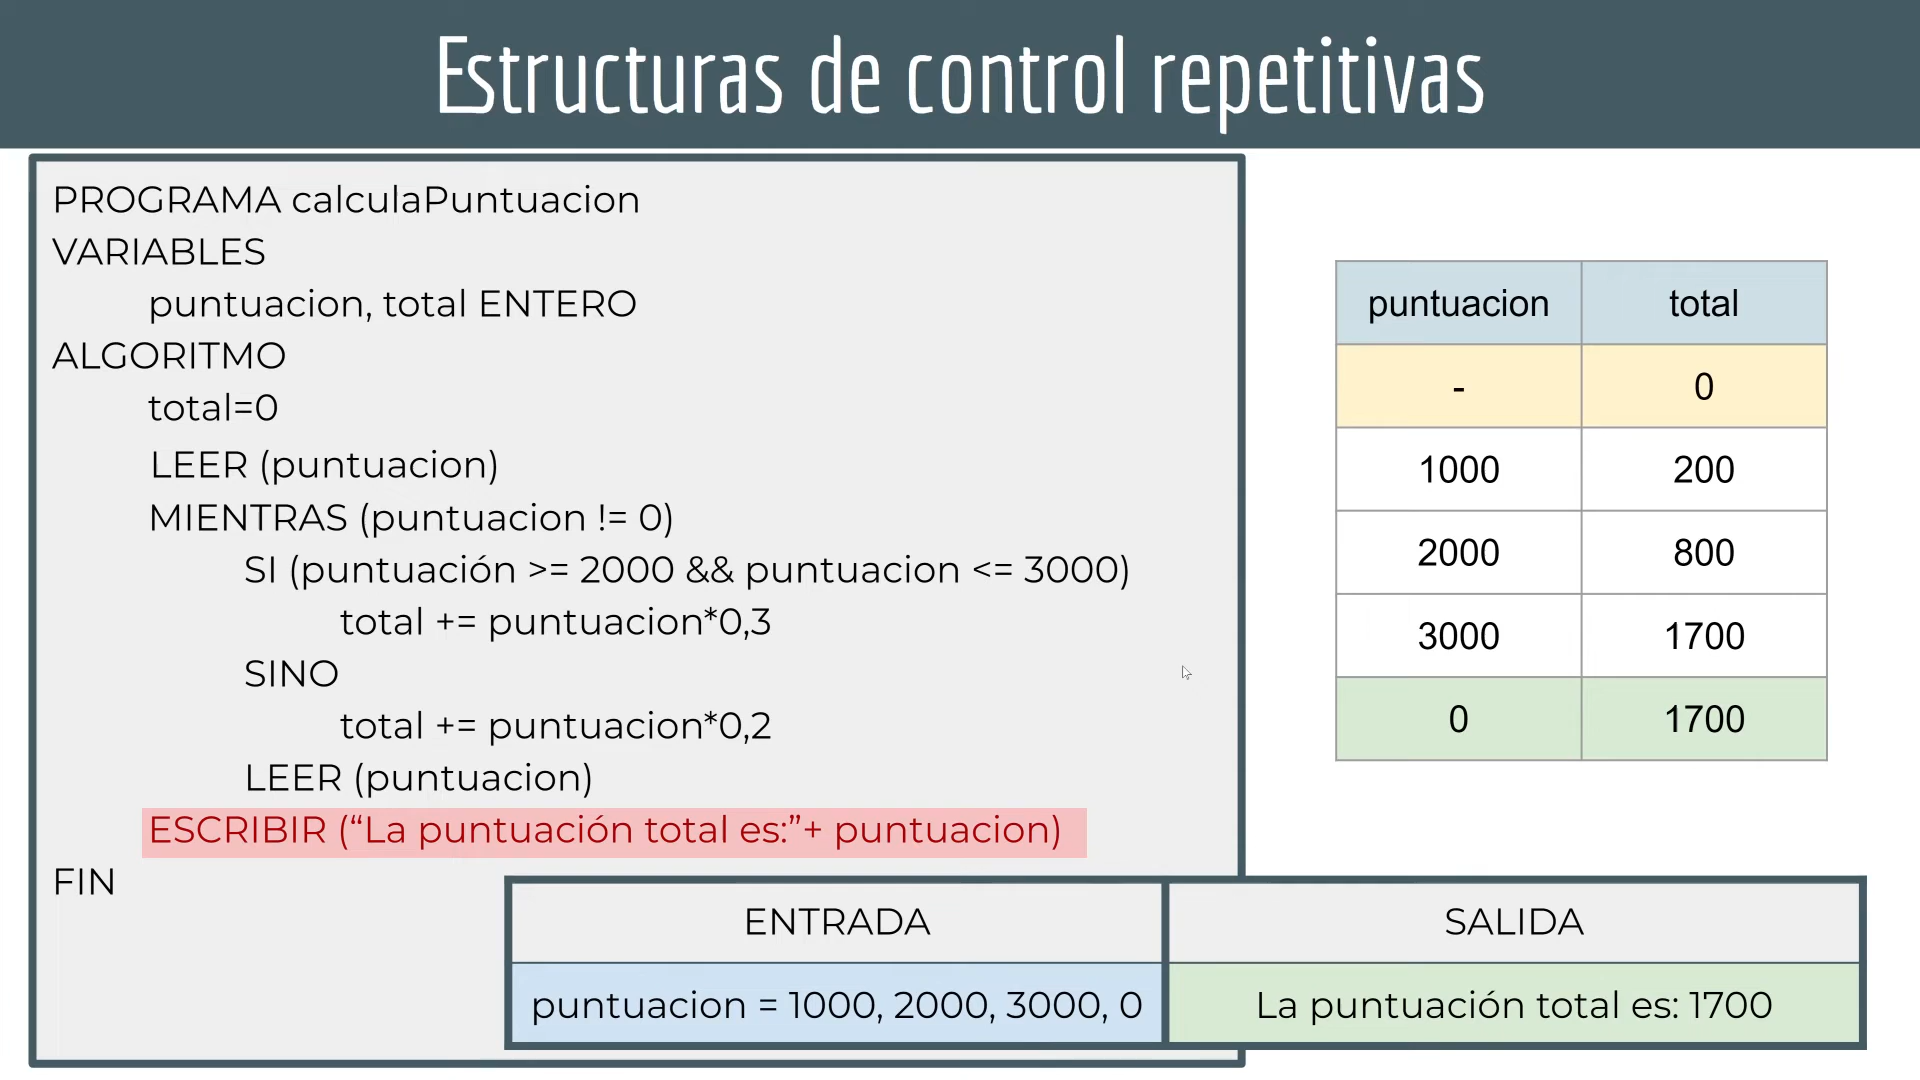 Estructuras de control repetitivas
PROGRAMA calculaPuntuacion
VARIABLES
puntuacion, total ENTERO
ALGORITMO
total=0
LEER (puntuacion)
MIENTRAS (puntuacion != 0)
SI (puntuación >= 2000 && puntuacion <= 3000)
total += puntuacion*0,3
SINO
total += puntuacion*0,2
LEER (puntuacion)
ESCRIBIR (“La puntuación total es:”+ puntuacion)
FIN
puntuacion total
- 0
1000 200
2000 800
3000 1700
0 1700
ENTRADA SALIDA
puntuacion = 1000, 2000, 3000, 0 La puntuación total es: 1700